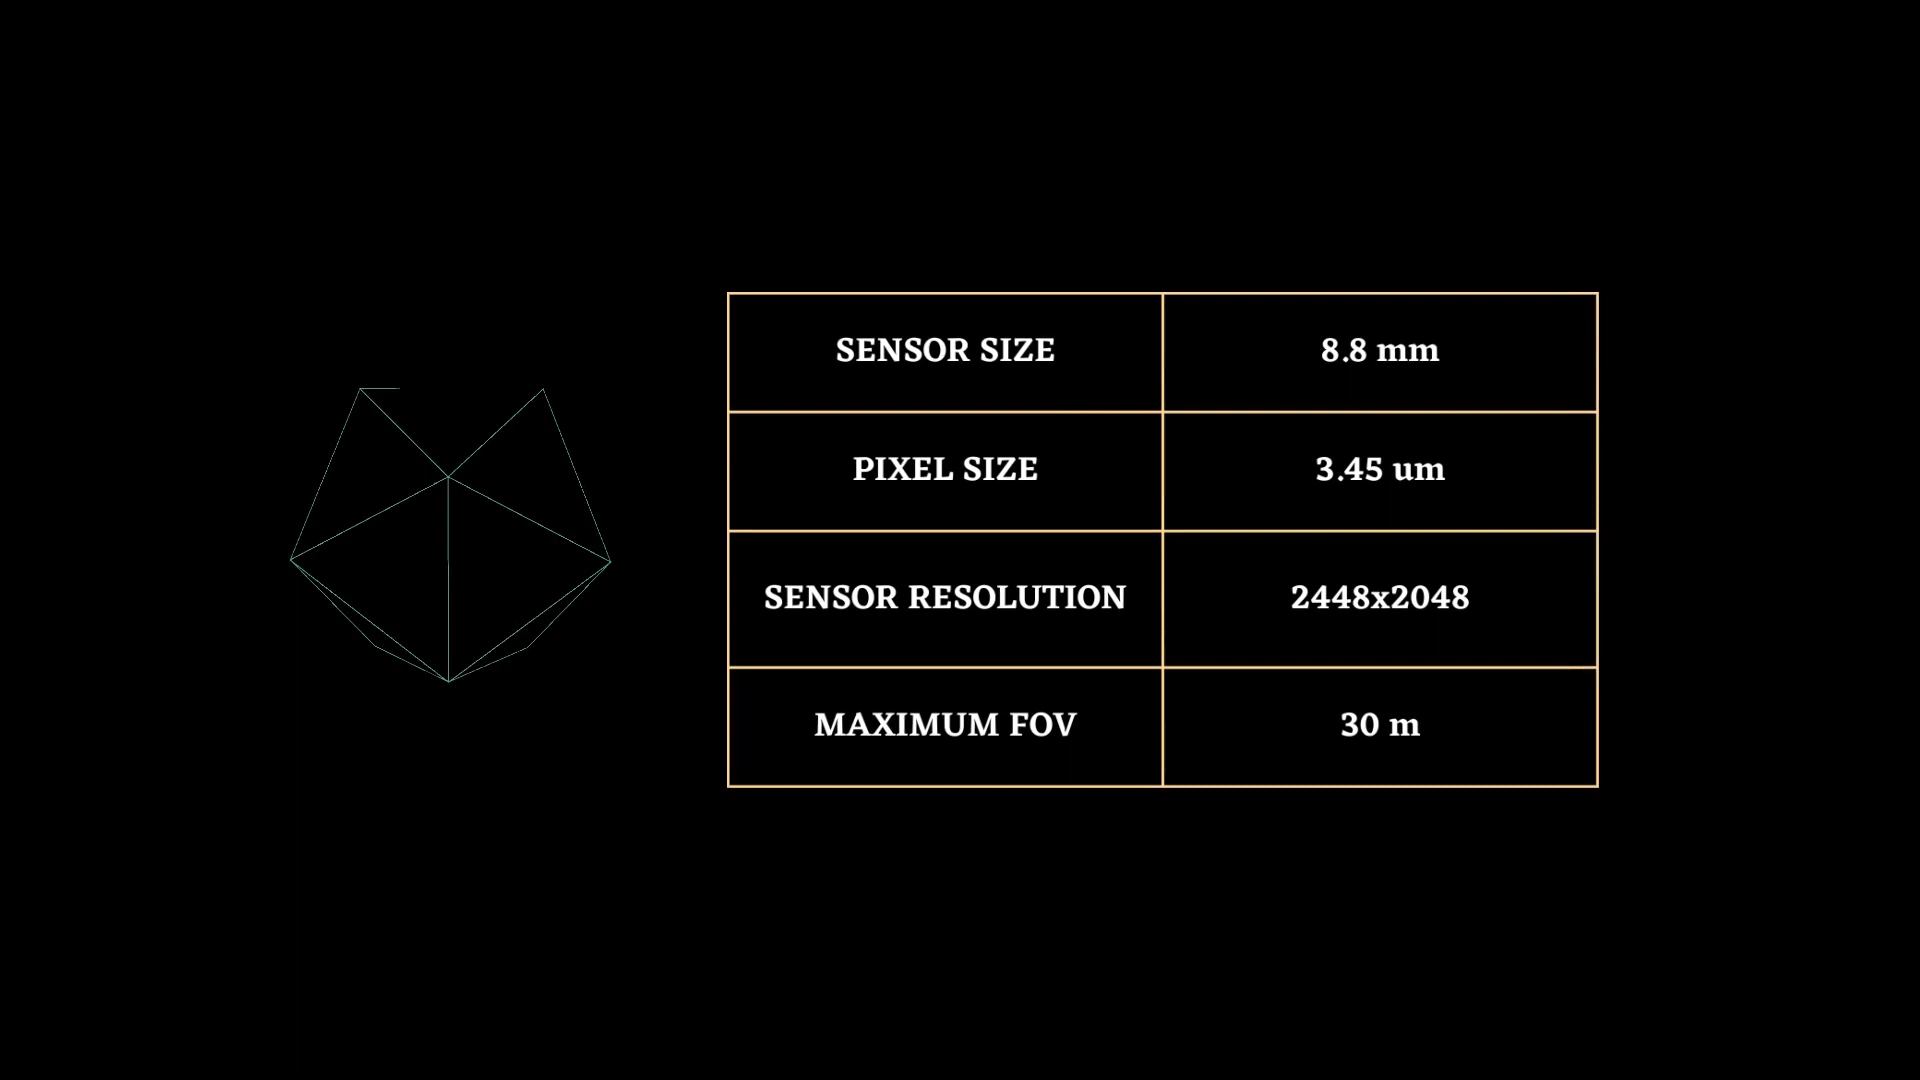 SENSOR SIZE 8.8 mm
PIXEL SIZE 3.45 um
SENSOR RESOLUTION 2448x2048
MAXIMUM FOV 30 m